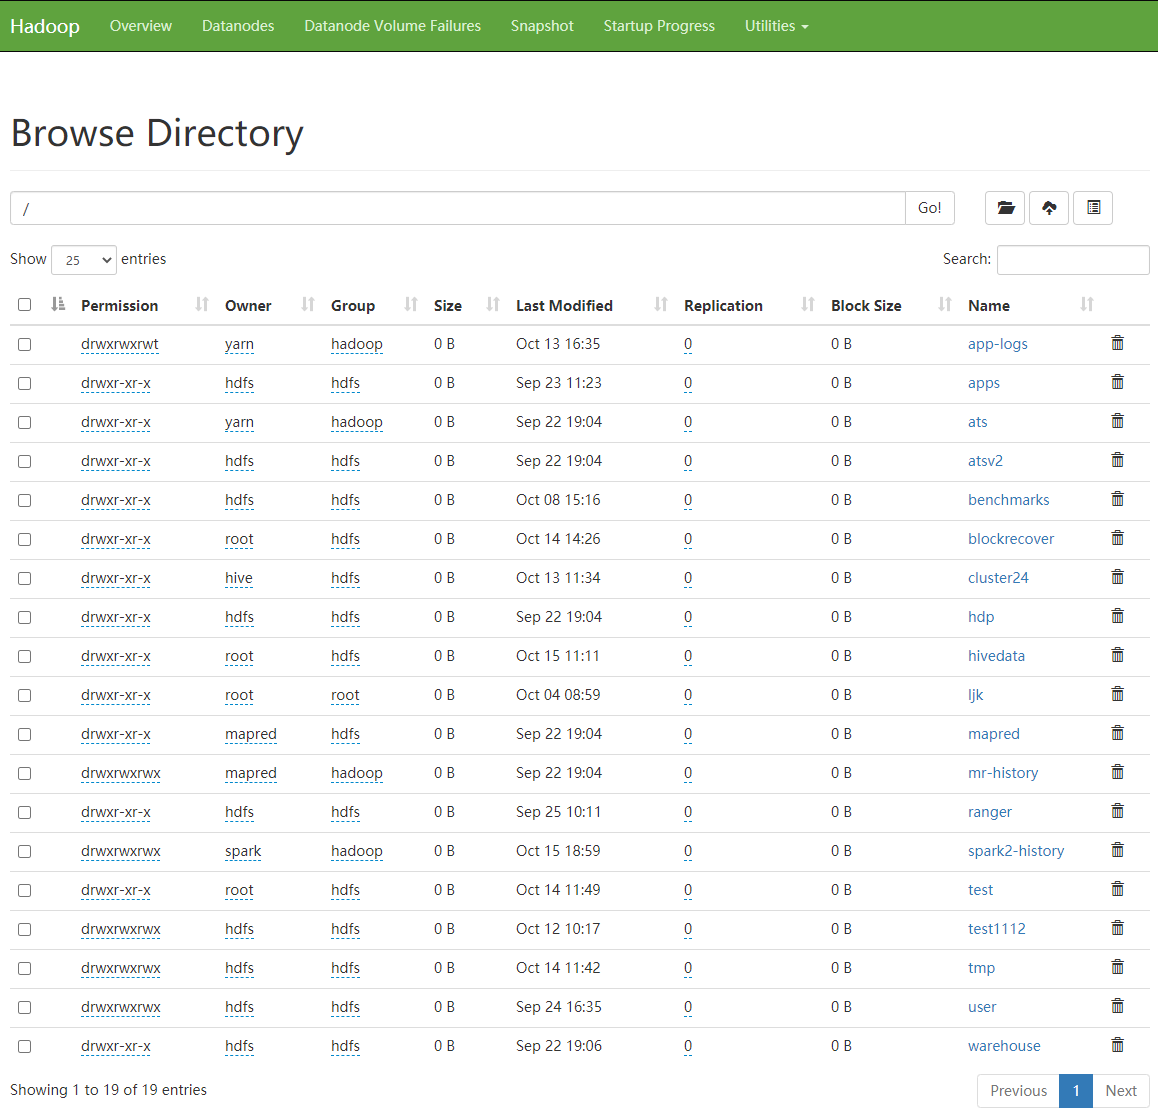 Hadoop Overview Datanodes Datanode Volume Failures Snapshot Startup Progress Utilities
Browse Directory
/ Go!
Show 25 entries Search:
Permission Owner Group Size Last Modified Replication Block Size Name
drwxrwxrwt yarn hadoop 0 B Oct 13 16:35 0 0 B app-logs
drwxr-xr-x hdfs hdfs 0 B Sep 23 11:23 0 0 B apps
drwxr-xr-x yarn hadoop 0 B Sep 22 19:04 0 0 B ats
drwxr-xr-x hdfs hdfs 0 B Sep 22 19:04 0 0 B atsv2
drwxr-xr-x hdfs hdfs 0 B Oct 08 15:16 0 0 B benchmarks
drwxr-xr-x root hdfs 0 B Oct 14 14:26 0 0 B blockrecover
drwxr-xr-x hive hdfs 0 B Oct 13 11:34 0 0 B cluster24
drwxr-xr-x hdfs hdfs 0 B Sep 22 19:04 0 0 B hdp
drwxr-xr-x root hdfs 0 B Oct 15 11:11 0 0 B hivedata
drwxr-xr-x root root 0 B Oct 04 08:59 0 0 B ljk
drwxr-xr-x mapred hdfs 0 B Sep 22 19:04 0 0 B mapred
drwxrwxrwx mapred hadoop 0 B Sep 22 19:04 0 0 B mr-history
drwxr-xr-x hdfs hdfs 0 B Sep 25 10:11 0 0 B ranger
drwxrwxrwx spark hadoop 0 B Oct 15 18:59 0 0 B spark2-history
drwxr-xr-x root hdfs 0 B Oct 14 11:49 0 0 B test
drwxrwxrwx hdfs hdfs 0 B Oct 12 10:17 0 0 B test1112
drwxrwxrwx hdfs hdfs 0 B Oct 14 11:42 0 0 B tmp
drwxrwxrwx hdfs hdfs 0 B Sep 24 16:35 0 0 B user
drwxr-xr-x hdfs hdfs 0 B Sep 22 19:06 0 0 B warehouse
Showing 1 to 19 of 19 entries Previous 1 Next